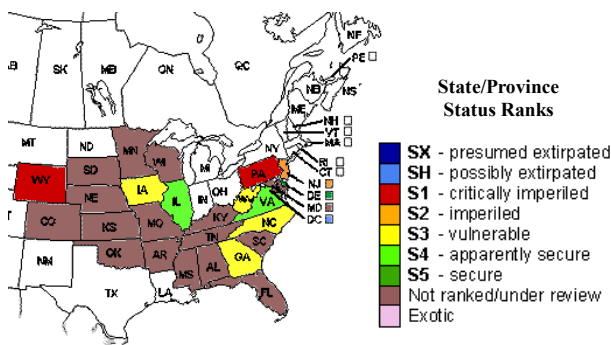 NF
PE
AB
SK
MB
ON
QC
NB
NS
ME
NH
VT
MA
MT
ND
MN
WI
MI
NY
RI
CT
WY
SD
IA
PA
NJ
DE
MD
DC
NE
IL
IN
OH
WV
VA
CO
KS
MO
KY
NC
NM
OK
AR
TN
SC
TX
LA
MS
AL
GA
FL
State/Province
Status Ranks
SX - presumed extirpated
SH - possibly extirpated
S1 - critically imperiled
S2 - imperiled
S3 - vulnerable
S4 - apparently secure
S5 - secure
Not ranked/under review
Exotic